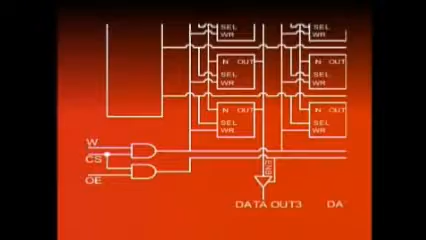 SEL SEL
WR WR
IN OUT IN OUT
SEL SEL
WR WR
IN OUT IN OUT
SEL SEL
WR WR
W
CS
OE
ENB
DATA OUT3 DA